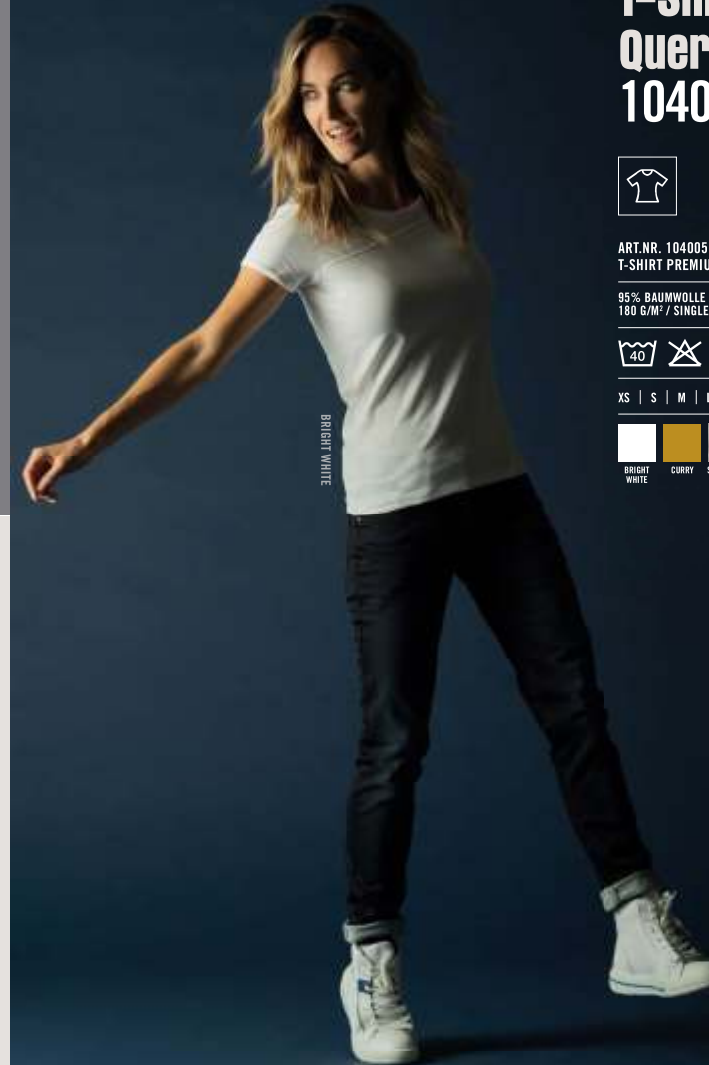 T-Shi
Quer
1040
ART.NR. 104005
T-SHIRT PREMIU
95% BAUMWOLLE
180 G/M² / SINGLE
40
XS | S | M |
BRIGHT
WHITE
CURRY
S
BRIGHT WHITE